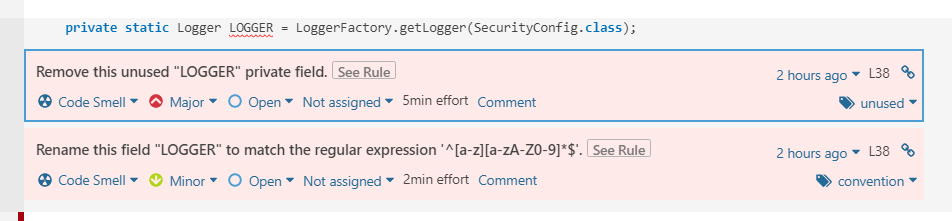 private static Logger LOGGER = LoggerFactory.getLogger(SecurityConfig.class);
Remove this unused "LOGGER" private field. See Rule
2 hours ago L38
Code Smell Major Open Not assigned 5min effort Comment
unused
Rename this field "LOGGER" to match the regular expression '^[a-z][a-zA-Z0-9]*$'. See Rule
2 hours ago L38
Code Smell Minor Open Not assigned 2min effort Comment
convention